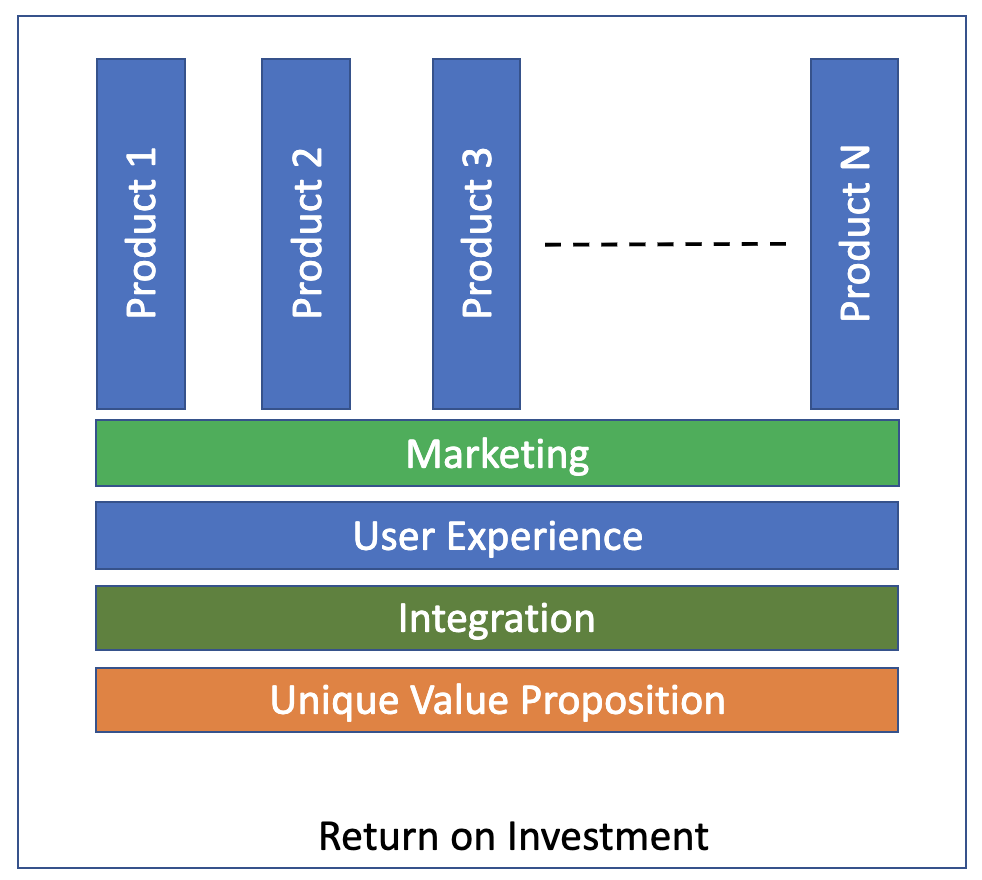 Product 1
Product 2
Product 3
Product N
Marketing
User Experience
Integration
Unique Value Proposition
Return on Investment